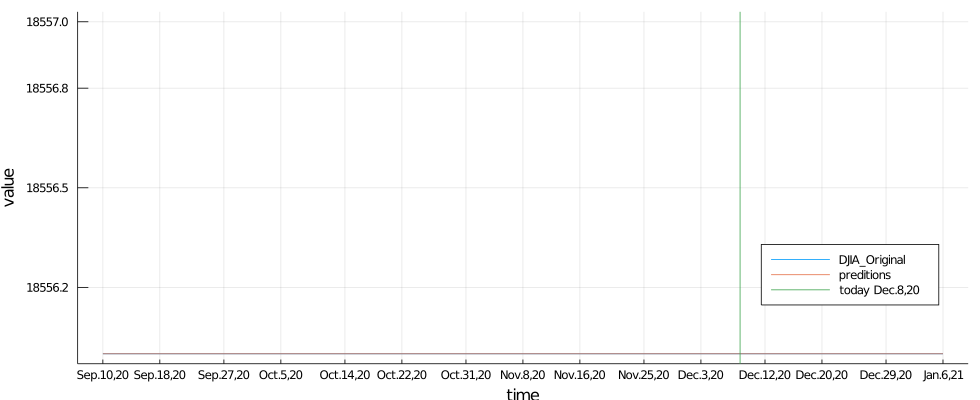 18557.0
18556.8
18556.5
18556.2
value
DJIA_Original
preditions
today Dec.8,20
Sep.10,20 Sep.18,20 Sep.27,20 Oct.5,20 Oct.14,20 Oct.22,20 Oct.31,20 Nov.8,20 Nov.16,20 Nov.25,20 Dec.3,20 Dec.12,20 Dec.20,20 Dec.29,20 Jan.6,21
time